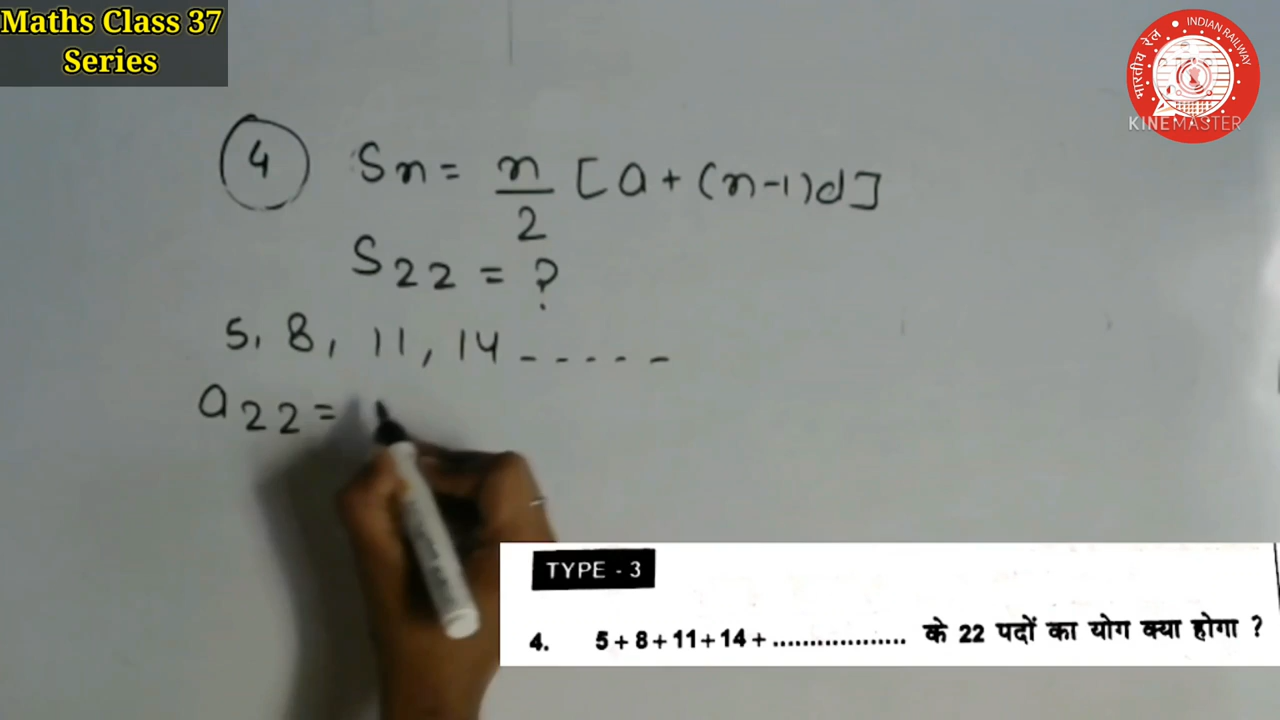 Maths Class 37
Series
भारतीय रेल
INDIAN RAILWAY
KINEMASTER
4 Sn = n/2 [a + (n-1)d]
S22 = ?
5, 8, 11, 14 -----
a22 =
TYPE - 3
4. 5 + 8 + 11 + 14 + .................. के 22 पदों का योग क्या होगा ?